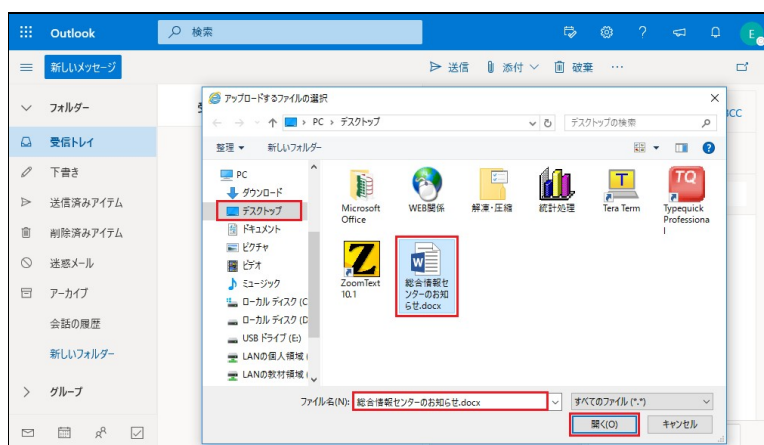 Outlook
検索
E
新しいメッセージ
送信
添付
破棄
フォルダー
受信トレイ
下書き
送信済みアイテム
削除済みアイテム
迷惑メール
アーカイブ
会話の履歴
新しいフォルダー
グループ
CC
アップロードするファイルの選択
PC › デスクトップ
デスクトップの検索
整理
新しいフォルダー
PC
ダウンロード
デスクトップ
ドキュメント
ピクチャ
ビデオ
ミュージック
ローカル ディスク (C
ローカル ディスク (D
USB ドライブ (E:)
LANの個人領域
LANの教材領域
Microsoft
Office
WEB関係
解凍・圧縮
統計処理
Tera Term
Typequick
Professiona
l
ZoomText
10.1
総合情報セ
ンターのお知
らせ.docx
ファイル名(N): 総合情報センターのお知らせ.docx
すべてのファイル (*.*)
開く(O)
キャンセル